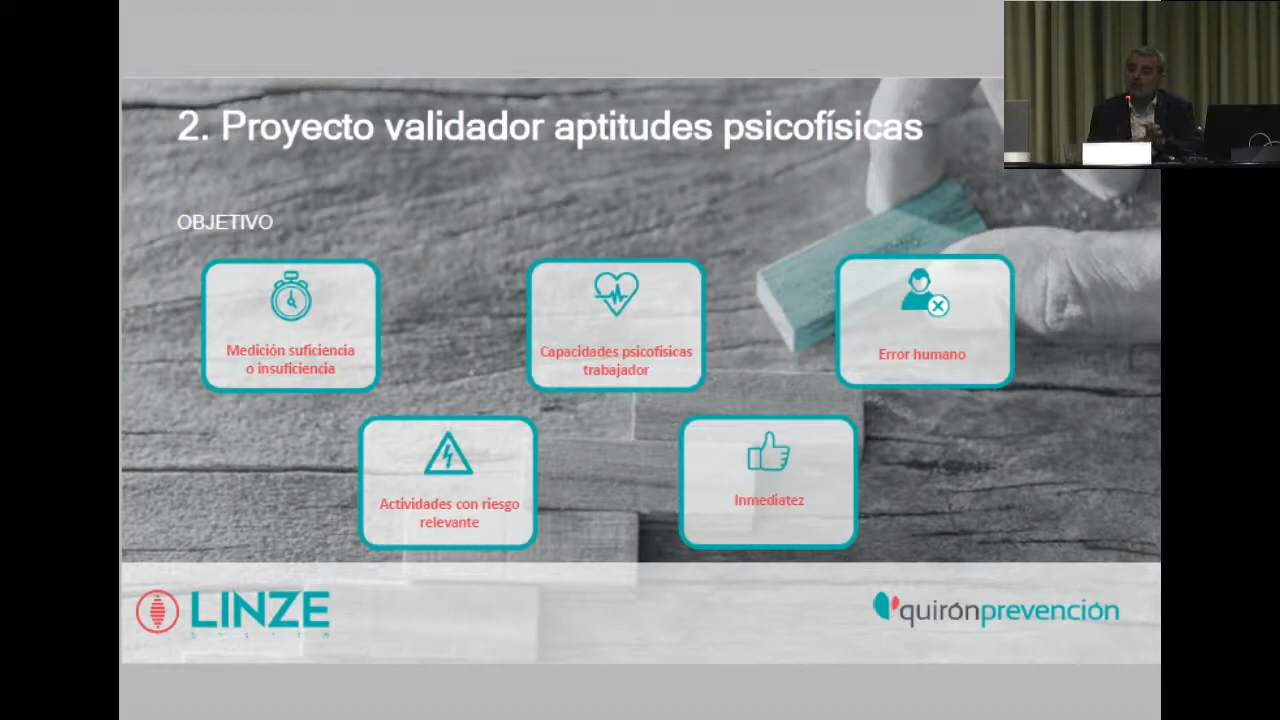 2. Proyecto validador aptitudes psicofísicas
OBJETIVO
Medición suficiencia
o insuficiencia
Capacidades psicofísicas
trabajador
Error humano
Actividades con riesgo
relevante
Inmediatez
LINZE
quirónprevención